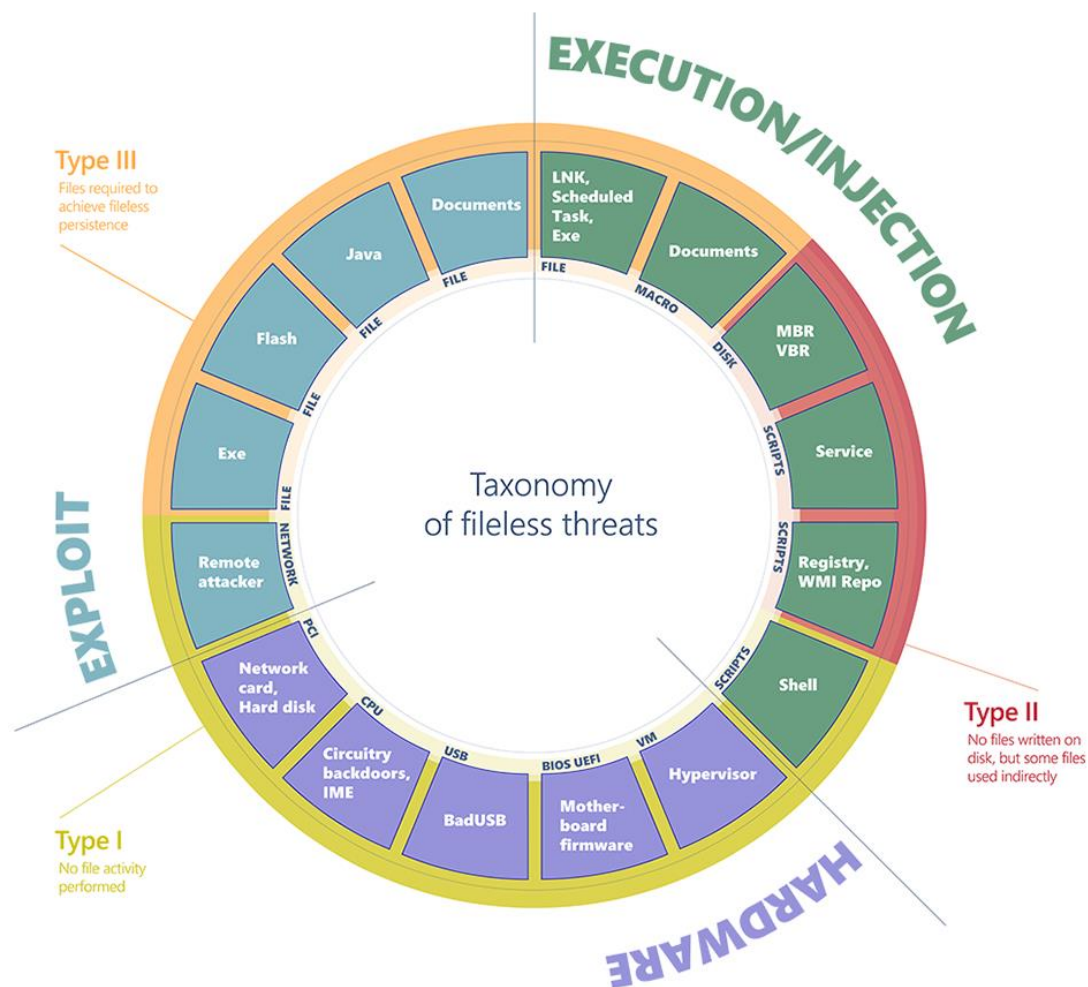 EXECUTION/INJECTION
Type III
Files required to
achieve fileless
persistence
Documents
Java
Flash
Exe
Remote
attacker
LNK,
Scheduled
Task,
Exe
Documents
MBR
VBR
Service
Registry,
WMI Repo
Shell
Hypervisor
Mother-
board
firmware
BadUSB
Circuitry
backdoors,
IME
Network
card,
Hard disk
FILE
FILE
FILE
FILE
NETWORK
PCI
CPU
USB
BIOS UEFI
VM
SCRIPTS
SCRIPTS
SCRIPTS
DISK
MACRO
FILE
Taxonomy
of fileless threats
EXPLOIT
Type II
No files written on
disk, but some files
used indirectly
Type I
No file activity
performed
HARDWARE